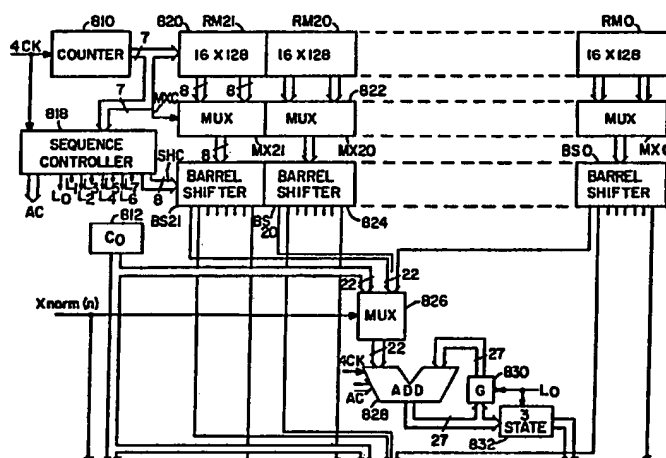 810
820
RM21
RM20
RM0
4CK
COUNTER
7
16 X 128
16 X 128
16 X 128
7
MXC
8
8
822
818
MUX
MUX
MUX
SEQUENCE CONTROLLER
SHC
8
MX21
MX20
BS0
AC
L0
L1
L2
L3
L4
L5
L6
L7
8
BARREL SHIFTER
BARREL SHIFTER
BARREL SHIFTER
812
BS21
BS 20
824
C0
22
22
Xnorm (n)
MUX
826
22
4CK
27
830
AC
ADD
G
L0
828
27
3 STATE
832